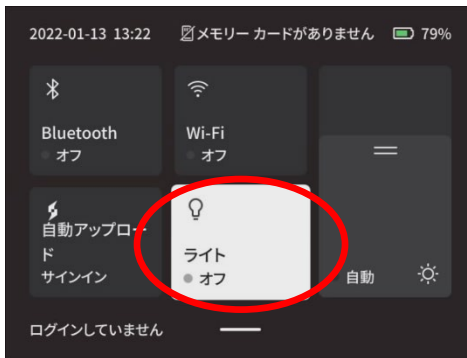 2022-01-13 13:22 メモリー カードがありません 79%
Bluetooth
オフ
Wi-Fi
オフ
自動アップロー
ド
サインイン
ライト
オフ
自動
ログインしていません